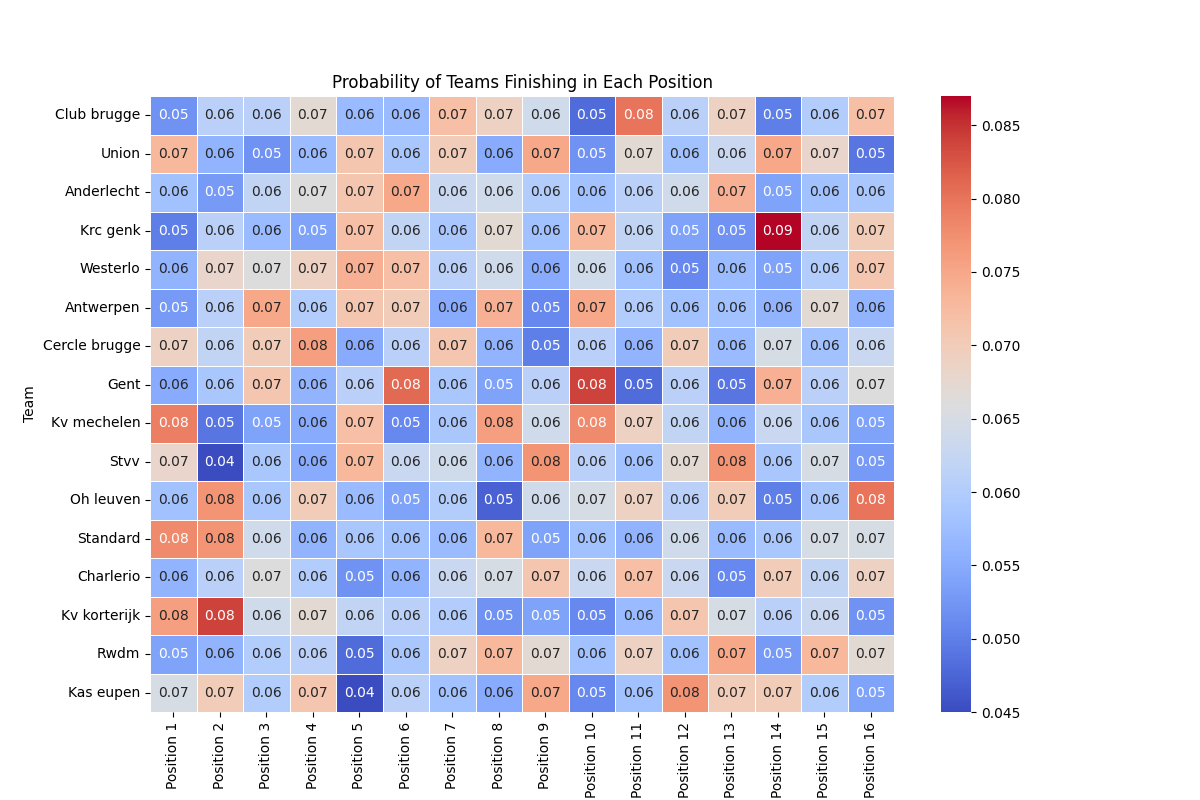 Probability of Teams Finishing in Each Position
Club brugge 0.05 0.06 0.06 0.07 0.06 0.06 0.07 0.07 0.06 0.05 0.08 0.06 0.07 0.05 0.06 0.07
Union 0.07 0.06 0.05 0.06 0.07 0.06 0.07 0.06 0.07 0.05 0.07 0.06 0.06 0.07 0.07 0.05
Anderlecht 0.06 0.05 0.06 0.07 0.07 0.07 0.06 0.06 0.06 0.06 0.06 0.06 0.07 0.05 0.06 0.06
Krc genk 0.05 0.06 0.06 0.05 0.07 0.06 0.06 0.07 0.06 0.07 0.06 0.05 0.05 0.09 0.06 0.07
Westerlo 0.06 0.07 0.07 0.07 0.07 0.07 0.06 0.06 0.06 0.06 0.06 0.05 0.06 0.05 0.06 0.07
Antwerpen 0.05 0.06 0.07 0.06 0.07 0.07 0.06 0.07 0.05 0.07 0.06 0.06 0.06 0.06 0.07 0.06
Cercle brugge 0.07 0.06 0.07 0.08 0.06 0.06 0.07 0.06 0.05 0.06 0.06 0.07 0.06 0.07 0.06 0.06
Gent 0.06 0.06 0.07 0.06 0.06 0.08 0.06 0.05 0.06 0.08 0.05 0.06 0.05 0.07 0.06 0.07
Kv mechelen 0.08 0.05 0.05 0.06 0.07 0.05 0.06 0.08 0.06 0.08 0.07 0.06 0.06 0.06 0.06 0.05
Stvv 0.07 0.04 0.06 0.06 0.07 0.06 0.06 0.06 0.08 0.06 0.06 0.07 0.08 0.06 0.07 0.05
Oh leuven 0.06 0.08 0.06 0.07 0.06 0.05 0.06 0.05 0.06 0.07 0.07 0.06 0.07 0.05 0.06 0.08
Standard 0.08 0.08 0.06 0.06 0.06 0.06 0.06 0.07 0.05 0.06 0.06 0.06 0.06 0.06 0.07 0.07
Charlerio 0.06 0.06 0.07 0.06 0.05 0.06 0.06 0.07 0.07 0.06 0.07 0.06 0.05 0.07 0.06 0.07
Kv korterijk 0.08 0.08 0.06 0.07 0.06 0.06 0.06 0.05 0.05 0.05 0.06 0.07 0.07 0.06 0.06 0.05
Rwdm 0.05 0.06 0.06 0.06 0.05 0.06 0.07 0.07 0.07 0.06 0.07 0.06 0.07 0.05 0.07 0.07
Kas eupen 0.07 0.07 0.06 0.07 0.04 0.06 0.06 0.06 0.07 0.05 0.06 0.08 0.07 0.07 0.06 0.05
Team
Position 1
Position 2
Position 3
Position 4
Position 5
Position 6
Position 7
Position 8
Position 9
Position 10
Position 11
Position 12
Position 13
Position 14
Position 15
Position 16
0.085
0.080
0.075
0.070
0.065
0.060
0.055
0.050
0.045